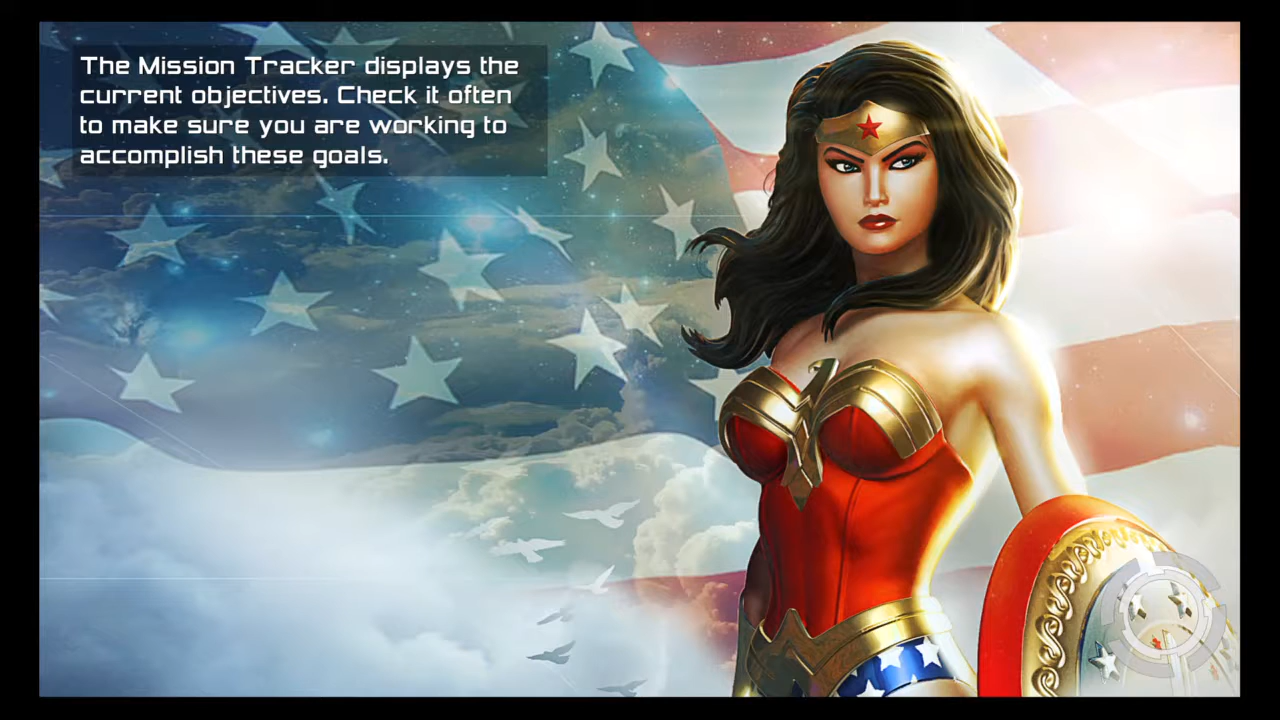 The Mission Tracker displays the
current objectives. Check it often
to make sure you are working to
accomplish these goals.